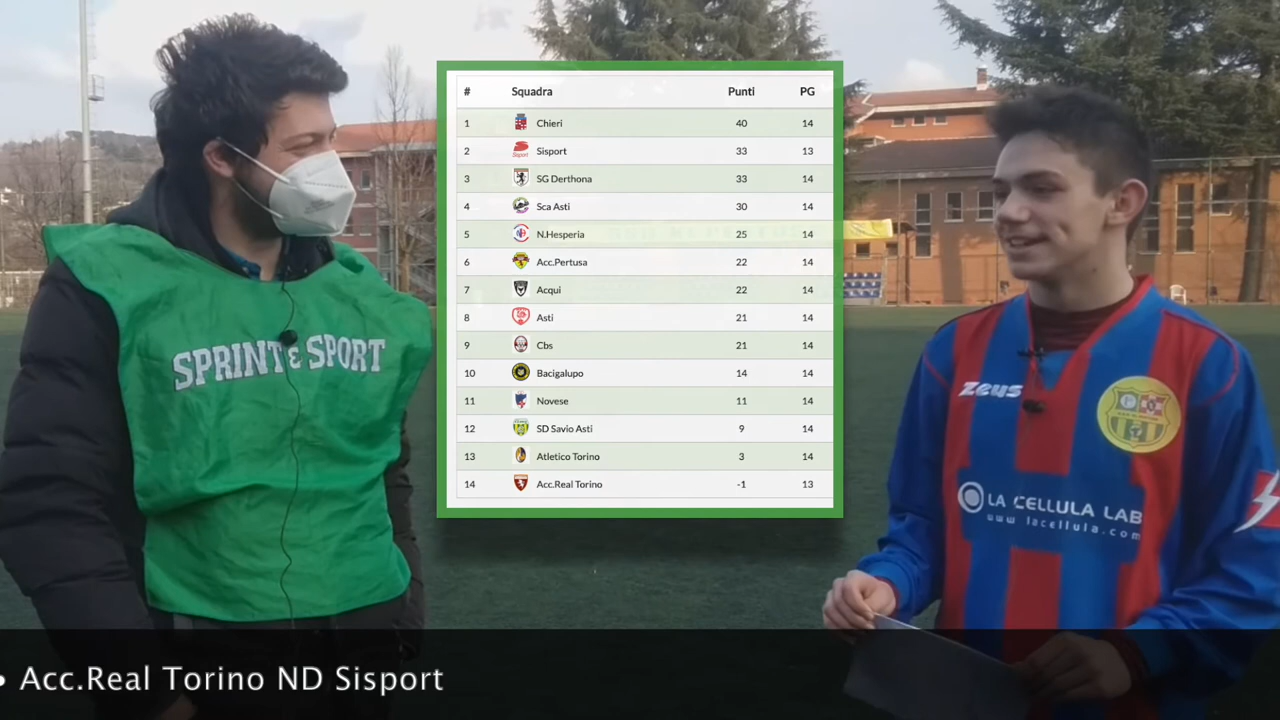 # Squadra Punti PG
1 Chieri 40 14
2 Sisport 33 13
3 SG Derthona 33 14
4 Sca Asti 30 14
5 N.Hesperia 25 14
6 Acc.Pertusa 22 14
7 Acqui 22 14
8 Asti 21 14
9 Cbs 21 14
10 Bacigalupo 14 14
11 Novese 11 14
12 SD Savio Asti 9 14
13 Atletico Torino 3 14
14 Acc.Real Torino -1 13
SPRINT & SPORT
zeus
LA CELLULA LAB
www.lacellula.com
• Acc.Real Torino ND Sisport